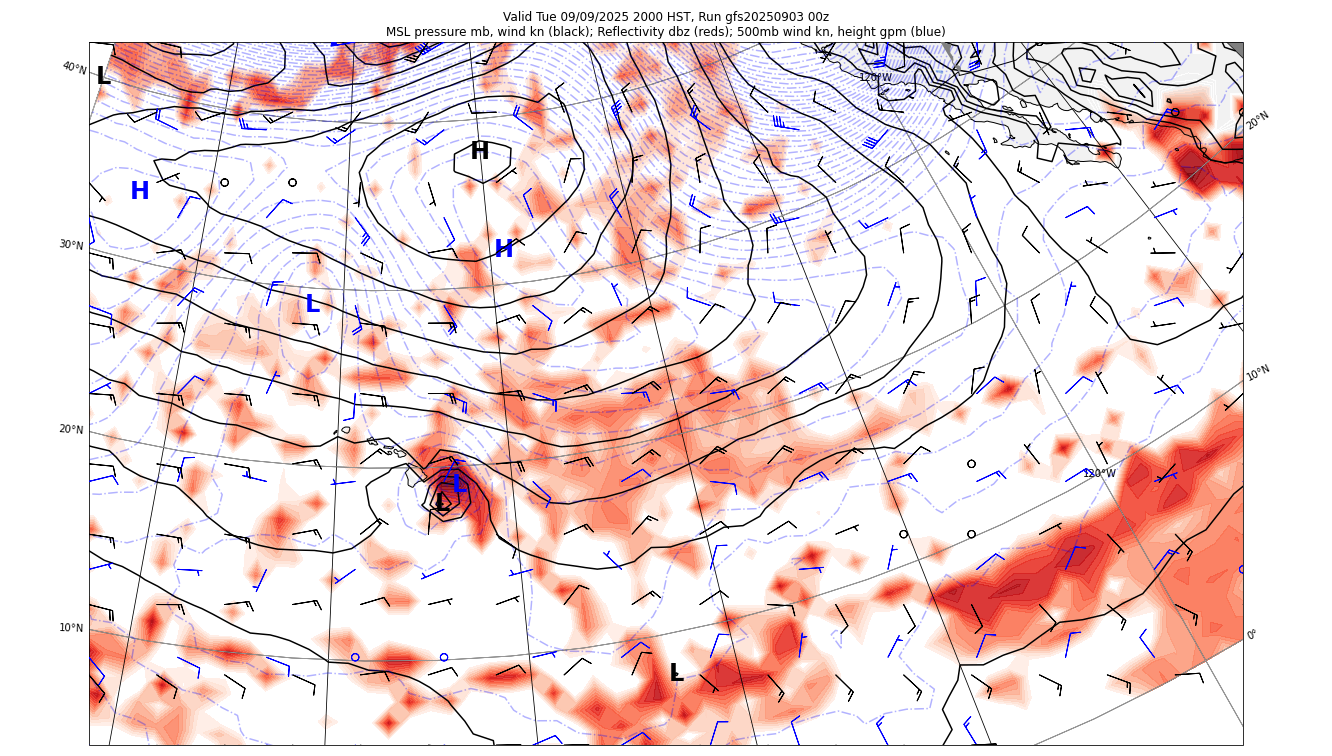 Valid Tue 09/09/2025 2000 HST, Run gfs20250903 00z
MSL pressure mb, wind kn (black); Reflectivity dbz (reds); 500mb wind kn, height gpm (blue)
40°N
L
120°W
20°N
H
H
30°N
H
L
10°N
20°N
120°W
L
L
10°N
0°
L